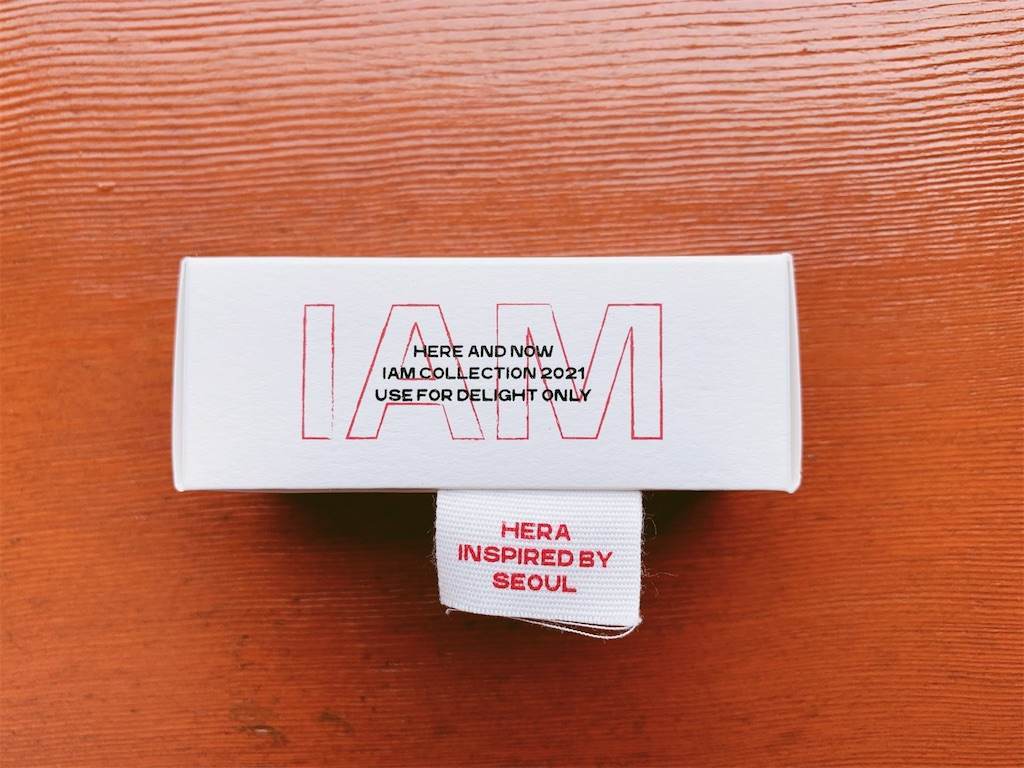 IAM
HERE AND NOW
IAM COLLECTION 2021
USE FOR DELIGHT ONLY
HERA
INSPIRED BY
SEOUL